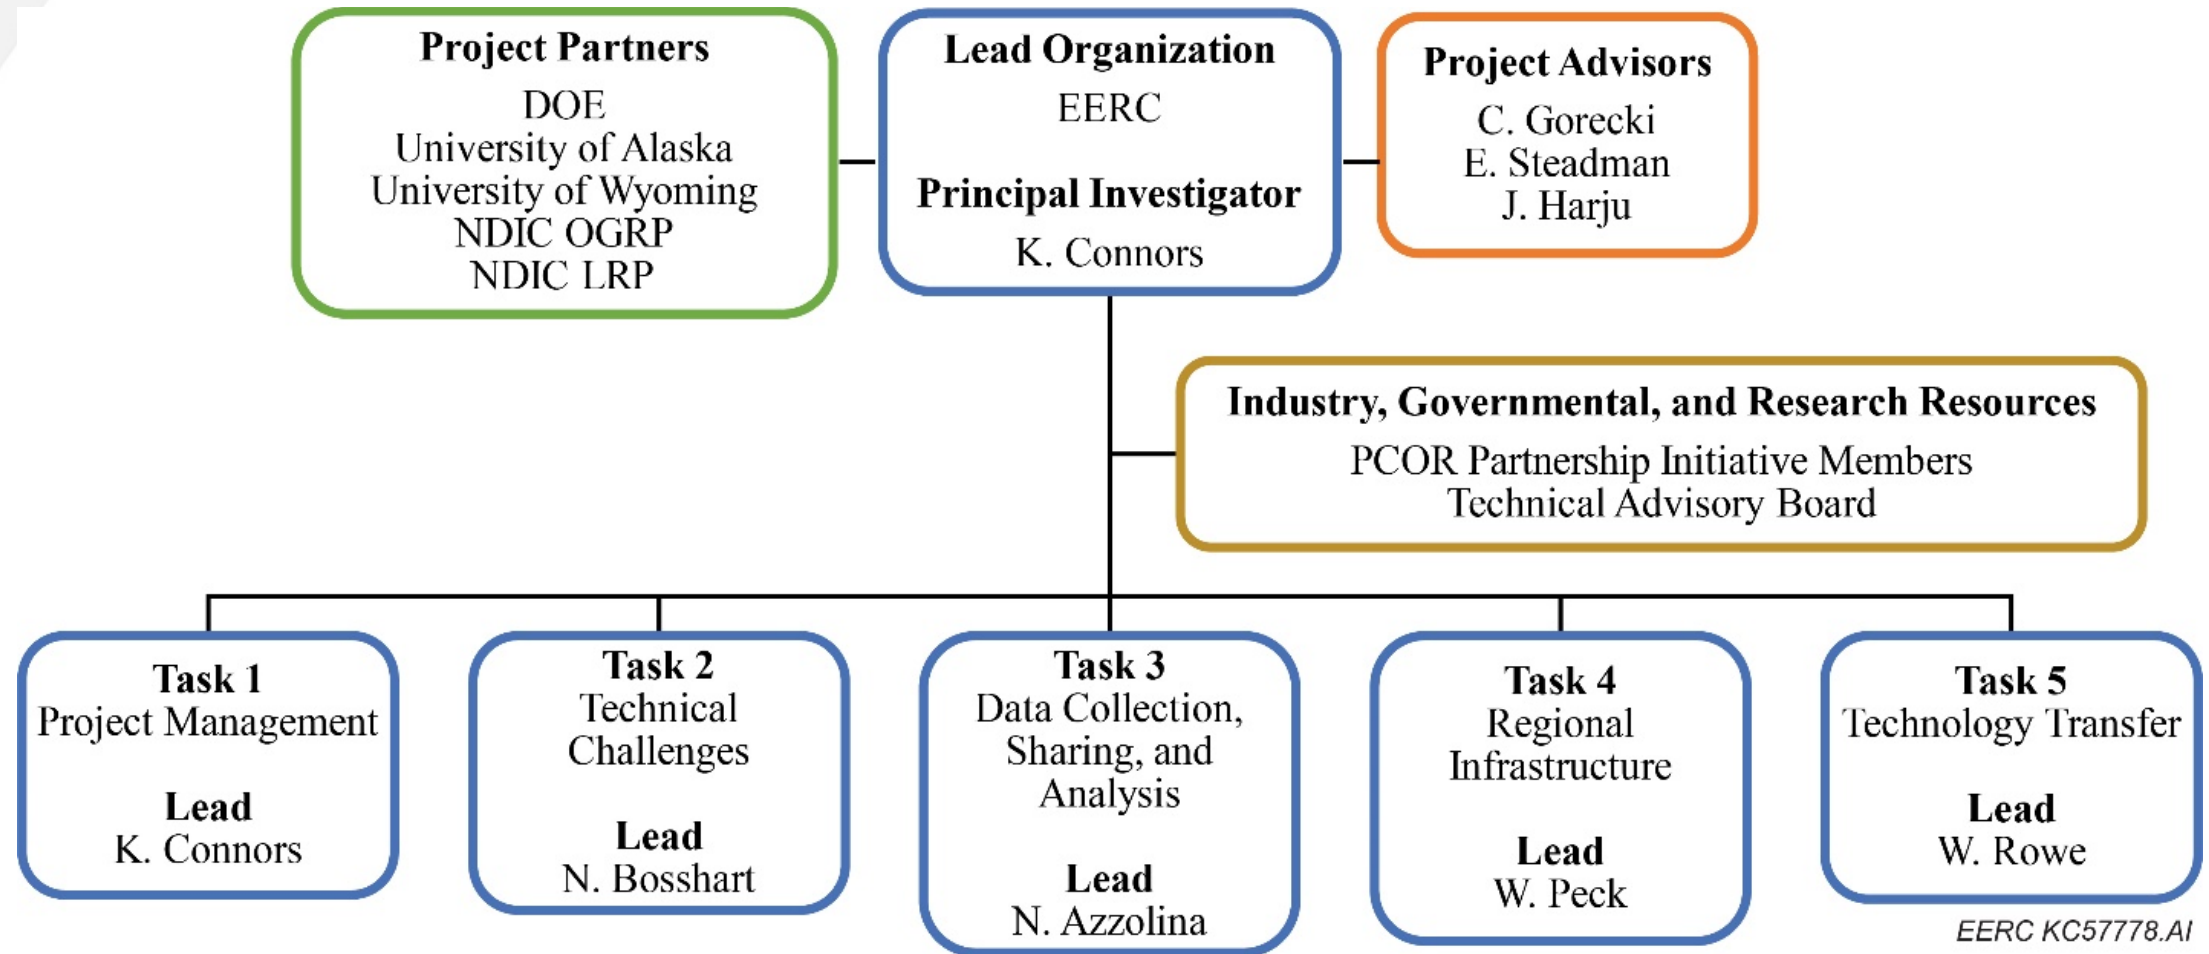 Project Partners
DOE
University of Alaska
University of Wyoming
NDIC OGRP
NDIC LRP
Lead Organization
EERC
Principal Investigator
K. Connors
Project Advisors
C. Gorecki
E. Steadman
J. Harju
Industry, Governmental, and Research Resources
PCOR Partnership Initiative Members
Technical Advisory Board
Task 1
Project Management
Lead
K. Connors
Task 2
Technical
Challenges
Lead
N. Bosshart
Task 3
Data Collection,
Sharing, and
Analysis
Lead
N. Azzolina
Task 4
Regional
Infrastructure
Lead
W. Peck
Task 5
Technology Transfer
Lead
W. Rowe
EERC KC57778.AI